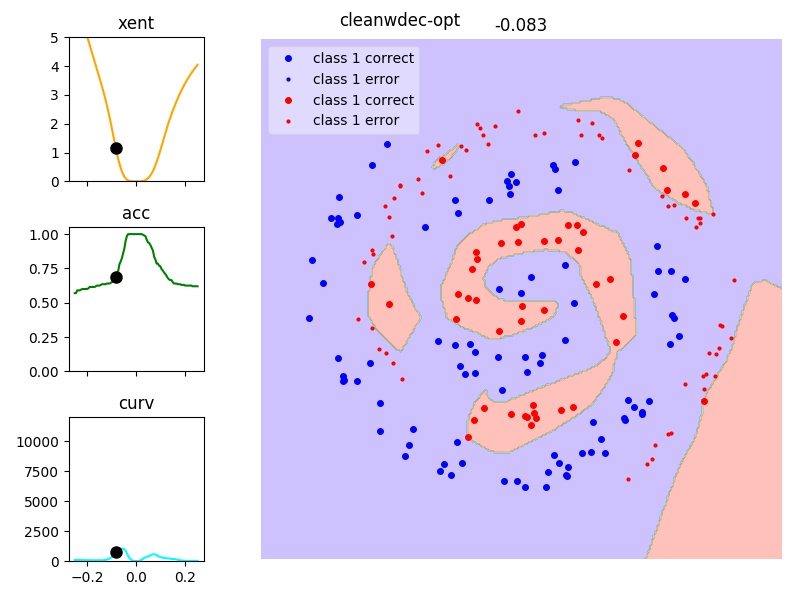 xent
5
4
3
2
1
0
acc
1.00
0.75
0.50
0.25
0.00
curv
10000
7500
5000
2500
0
−0.2 0.0 0.2
cleanwdec-opt -0.083
class 1 correct
class 1 error
class 1 correct
class 1 error